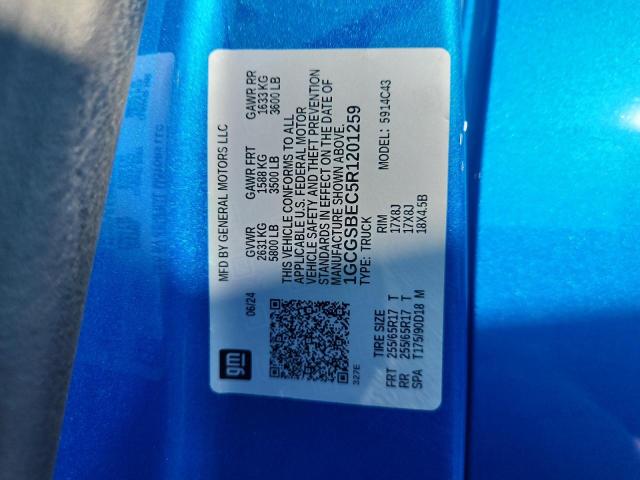 MFD BY GENERAL MOTORS LLC
06/24
GVWR GAWR FRT GAWR RR
2631 KG 1588 KG 1633 KG
5800 LB 3500 LB 3600 LB
THIS VEHICLE CONFORMS TO ALL
APPLICABLE U.S. FEDERAL MOTOR
VEHICLE SAFETY AND THEFT PREVENTION
STANDARDS IN EFFECT ON THE DATE OF
MANUFACTURE SHOWN ABOVE.
1GCGSBEC5R1201259
TYPE: TRUCK MODEL: 5914C43
gm
327E
TIRE SIZE RIM
FRT 255/65R17 T 17X8J
RR 255/65R17 T 17X8J
SPA T175/90D18 M 18X4.5B